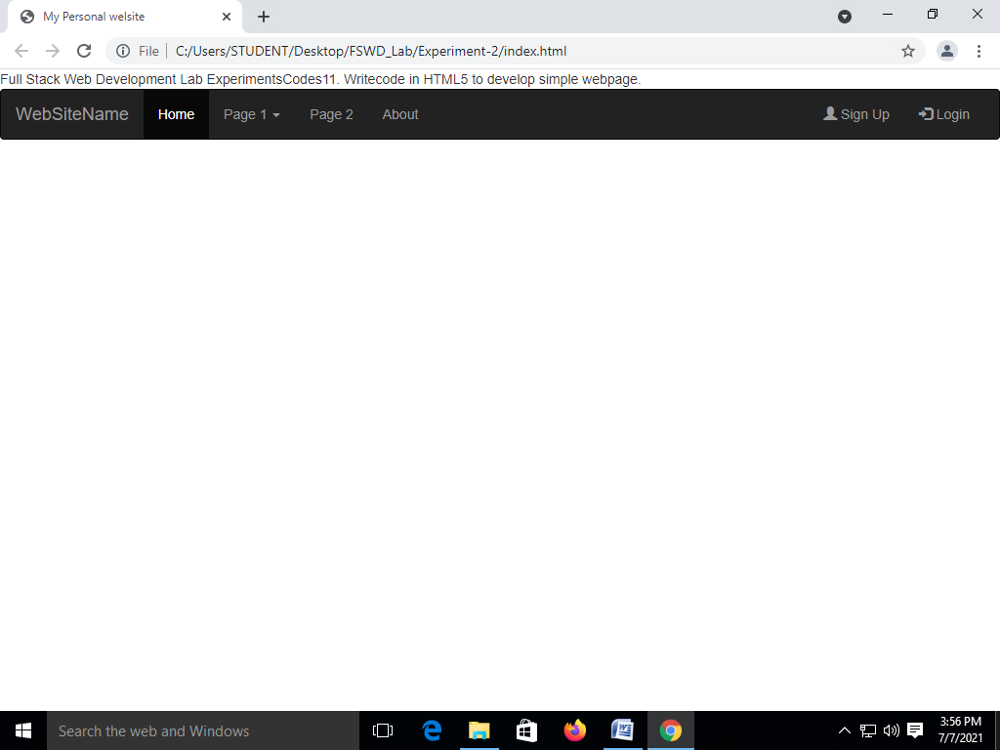 My Personal welsite
File C:/Users/STUDENT/Desktop/FSWD_Lab/Experiment-2/index.html
Full Stack Web Development Lab ExperimentsCodes11. Writecode in HTML5 to develop simple webpage.
WebSiteName Home Page 1 Page 2 About Sign Up Login
Search the web and Windows
3:56 PM
7/7/2021